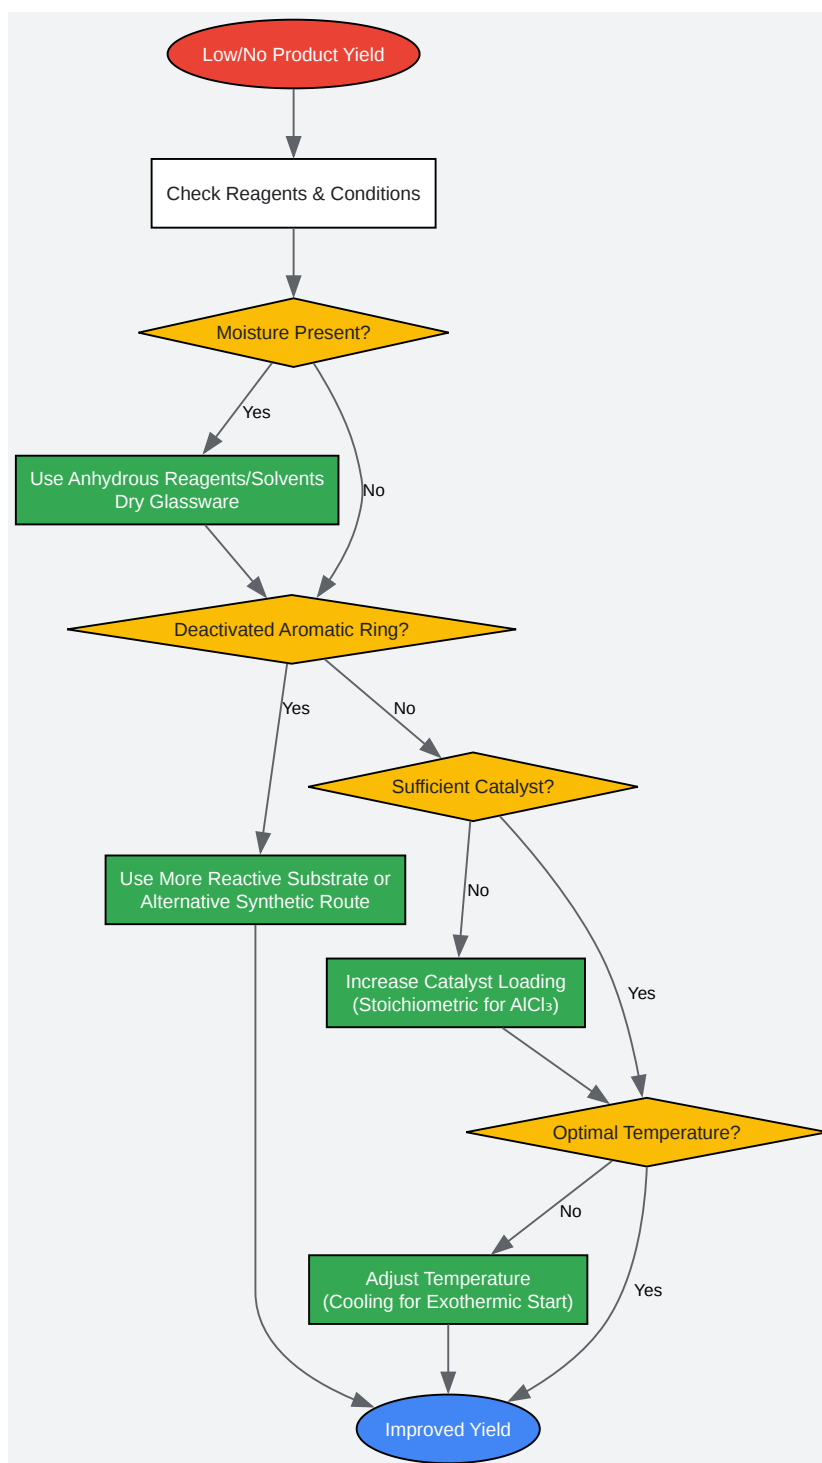 Low/No Product Yield
Check Reagents & Conditions
Moisture Present?
Yes
Use Anhydrous Reagents/Solvents
Dry Glassware
No
Deactivated Aromatic Ring?
Yes
No
Sufficient Catalyst?
Use More Reactive Substrate or
Alternative Synthetic Route
No
Increase Catalyst Loading
(Stoichiometric for AlCl₃)
Yes
Optimal Temperature?
No
Adjust Temperature
(Cooling for Exothermic Start)
Yes
Improved Yield